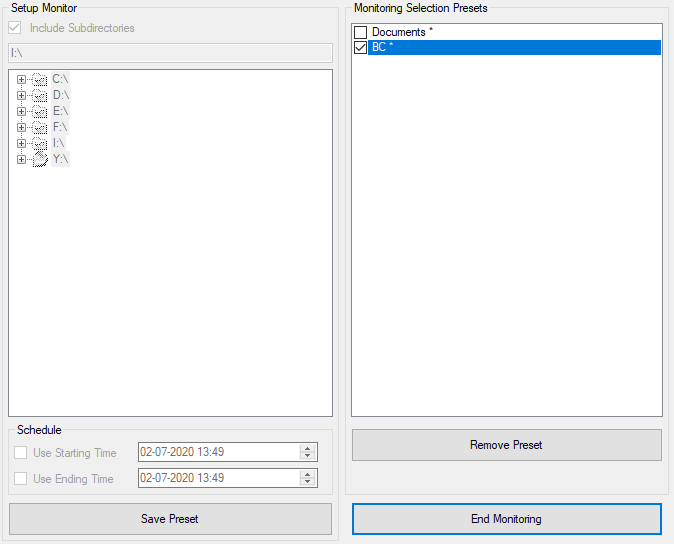 Setup Monitor
Include Subdirectories
I:\
C:\
D:\
E:\
F:\
I:\
Y:\
Schedule
Use Starting Time 02-07-2020 13:49
Use Ending Time 02-07-2020 13:49
Save Preset
Monitoring Selection Presets
Documents *
BC *
Remove Preset
End Monitoring